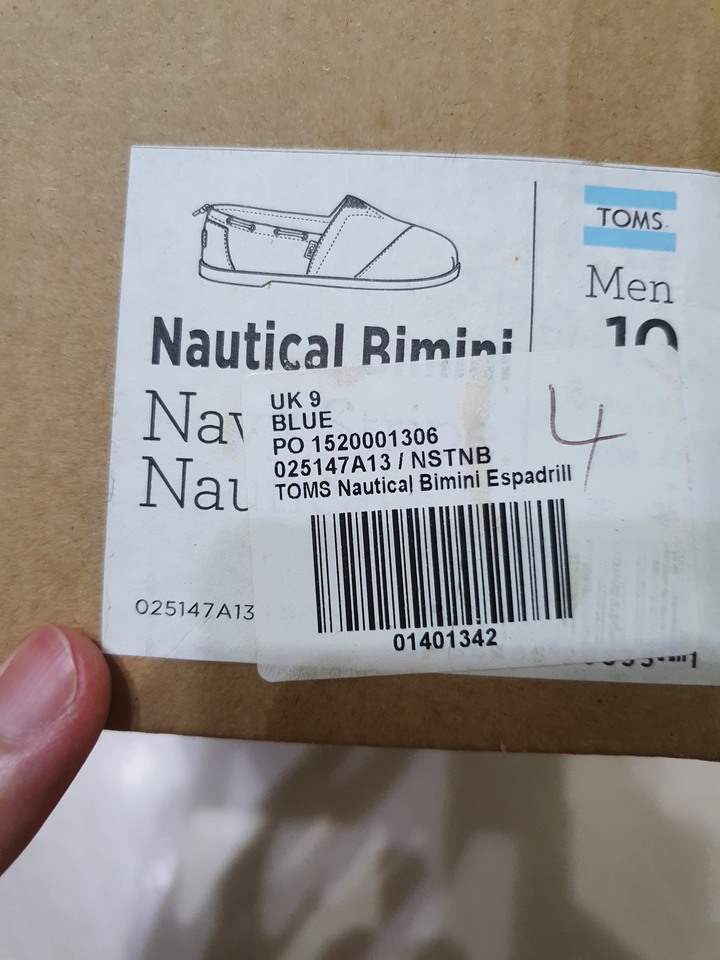 TOMS
Men
10
Nautical Bimini
UK 9
BLUE
PO 1520001306
025147A13 / NSTNB
TOMS Nautical Bimini Espadrill
4
01401342
025147A13